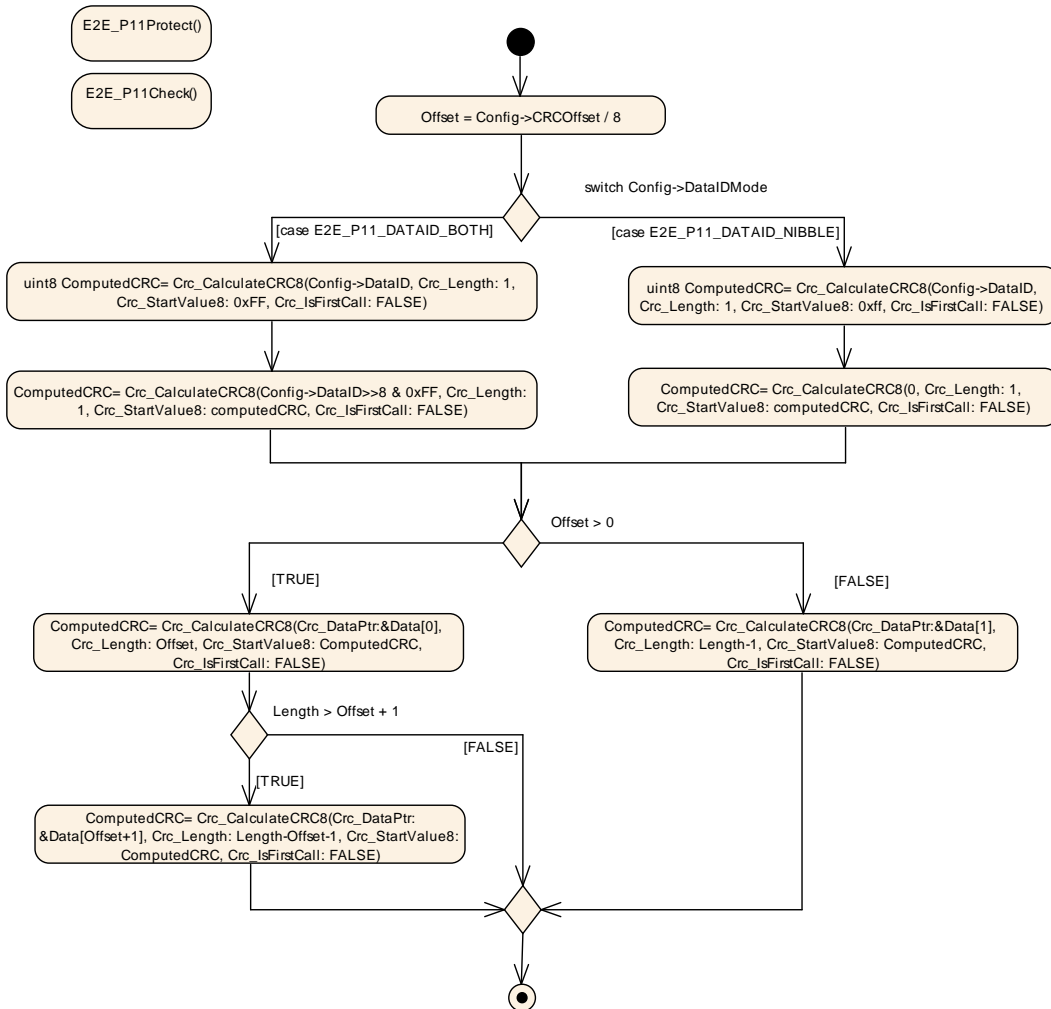 E2E_P11Protect()
E2E_P11Check()
Offset = Config->CRCOffset / 8
switch Config->DataIDMode
[case E2E_P11_DATAID_BOTH]
[case E2E_P11_DATAID_NIBBLE]
uint8 ComputedCRC= Crc_CalculateCRC8(Config->DataID, Crc_Length: 1,
Crc_StartValue8: 0xFF, Crc_IsFirstCall: FALSE)
uint8 ComputedCRC= Crc_CalculateCRC8(Config->DataID,
Crc_Length: 1, Crc_StartValue8: 0xff, Crc_IsFirstCall: FALSE)
ComputedCRC= Crc_CalculateCRC8(Config->DataID>>8 & 0xFF, Crc_Length:
1, Crc_StartValue8: computedCRC, Crc_IsFirstCall: FALSE)
ComputedCRC= Crc_CalculateCRC8(0, Crc_Length: 1,
Crc_StartValue8: computedCRC, Crc_IsFirstCall: FALSE)
Offset > 0
[TRUE]
[FALSE]
ComputedCRC= Crc_CalculateCRC8(Crc_DataPtr:&Data[0],
Crc_Length: Offset, Crc_StartValue8: ComputedCRC,
Crc_IsFirstCall: FALSE)
ComputedCRC= Crc_CalculateCRC8(Crc_DataPtr:&Data[1],
Crc_Length: Length-1, Crc_StartValue8: ComputedCRC,
Crc_IsFirstCall: FALSE)
Length > Offset + 1
[FALSE]
[TRUE]
ComputedCRC= Crc_CalculateCRC8(Crc_DataPtr:
&Data[Offset+1], Crc_Length: Length-Offset-1, Crc_StartValue8:
ComputedCRC, Crc_IsFirstCall: FALSE)